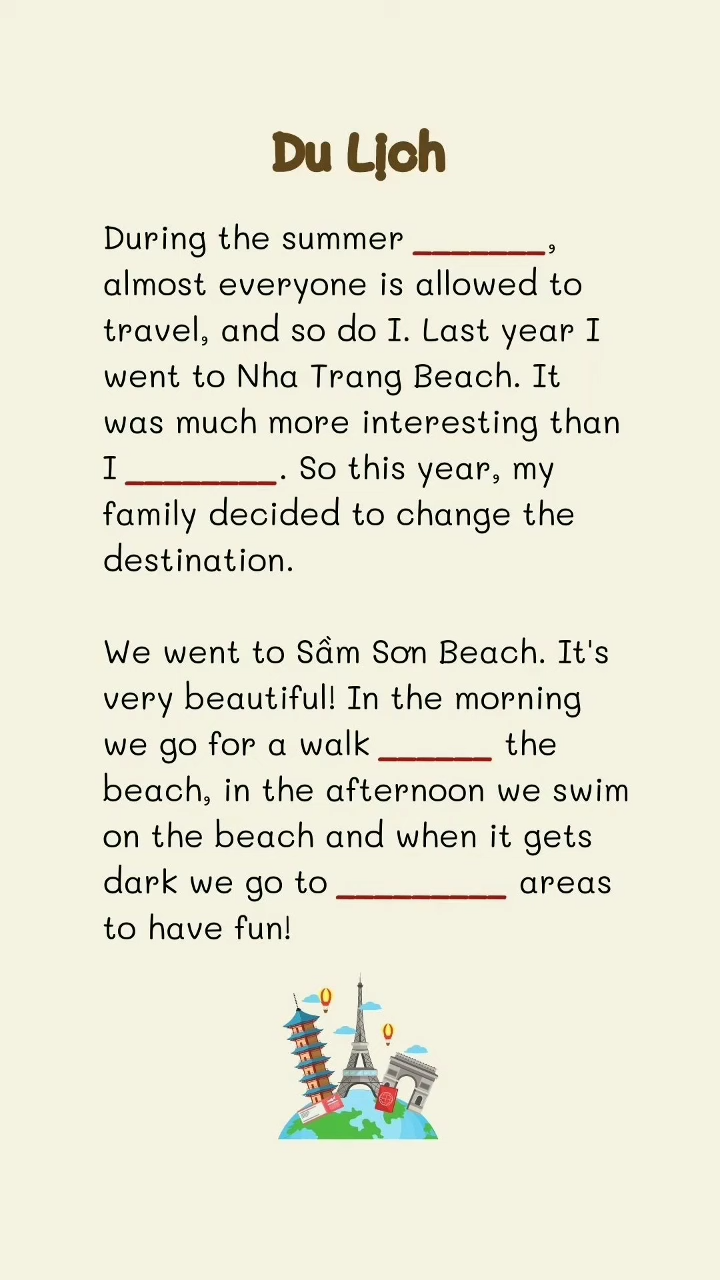 Du Lịch
During the summer _______,
almost everyone is allowed to
travel, and so do I. Last year I
went to Nha Trang Beach. It
was much more interesting than
I ________. So this year, my
family decided to change the
destination.
We went to Sầm Sơn Beach. It's
very beautiful! In the morning
we go for a walk ______ the
beach, in the afternoon we swim
on the beach and when it gets
dark we go to _________ areas
to have fun!